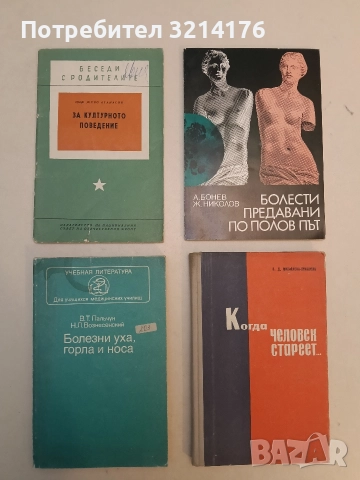 Предлагат 3214176
БЕСЕДИ
С РОДИТЕЛИТЕ
ЗА КУЛТУРНОТО
ПОВЕДЕНИЕ
А. БОНЕВ
Ж. НИКОЛОВ
БОЛЕСТИ
ПРЕДАВАНИ
ПО ПОЛОВ ПЪТ
УЧЕБНАЯ ЛИТЕРАТУРА
Для учащихся медицинских училищ
В.Т. Пальчун
Н.Л. Вознесенский
Болезни уха,
горла и носа
Когда
ЧЕЛОВЕК
СТАРЕЕТ...
BAZAR